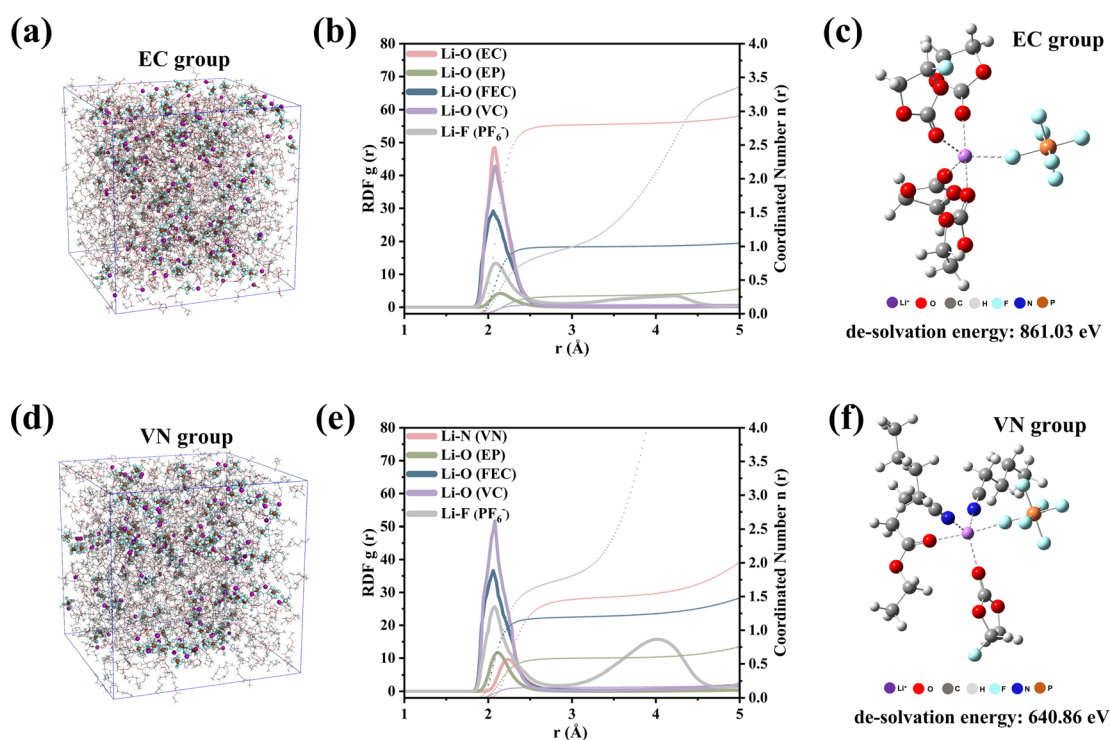 (a)
EC group
(b)
80
70
60
50
40
30
20
10
0
RDF g (r)
Li-O (EC)
Li-O (EP)
Li-O (FEC)
Li-O (VC)
Li-F (PF₆⁻)
4.0
3.5
3.0
2.5
2.0
1.5
1.0
0.5
0.0
Coordinated Number n (r)
1 2 3 4 5
r (Å)
(c)
EC group
Li⁺ O C H F N P
de-solvation energy: 861.03 eV
(d)
VN group
(e)
80
70
60
50
40
30
20
10
0
RDF g (r)
Li-N (VN)
Li-O (EP)
Li-O (FEC)
Li-O (VC)
Li-F (PF₆⁻)
4.0
3.5
3.0
2.5
2.0
1.5
1.0
0.5
0.0
Coordinated Number n (r)
1 2 3 4 5
r (Å)
(f)
VN group
Li⁺ O C H F N P
de-solvation energy: 640.86 eV